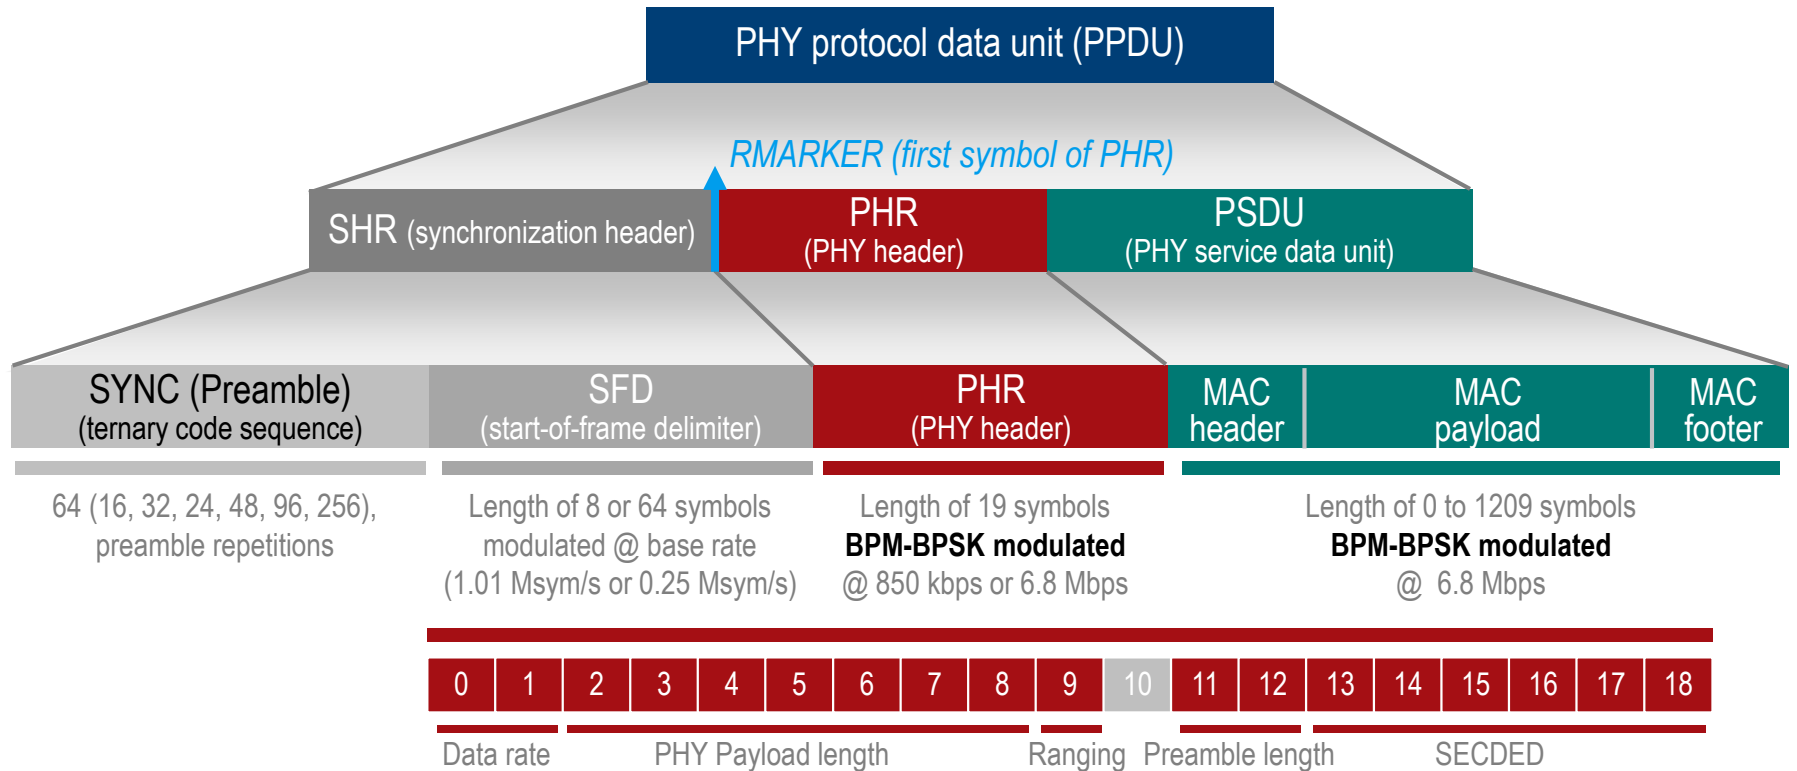 PHY protocol data unit (PPDU)
RMARKER (first symbol of PHR)
SHR (synchronization header)
PHR
(PHY header)
PSDU
(PHY service data unit)
SYNC (Preamble)
(ternary code sequence)
SFD
(start-of-frame delimiter)
PHR
(PHY header)
MAC
header
MAC
payload
MAC
footer
64 (16, 32, 24, 48, 96, 256),
preamble repetitions
Length of 8 or 64 symbols
modulated @ base rate
(1.01 Msym/s or 0.25 Msym/s)
Length of 19 symbols
BPM-BPSK modulated
@ 850 kbps or 6.8 Mbps
Length of 0 to 1209 symbols
BPM-BPSK modulated
@ 6.8 Mbps
0 1 2 3 4 5 6 7 8 9 10 11 12 13 14 15 16 17 18
Data rate PHY Payload length Ranging Preamble length SECDED